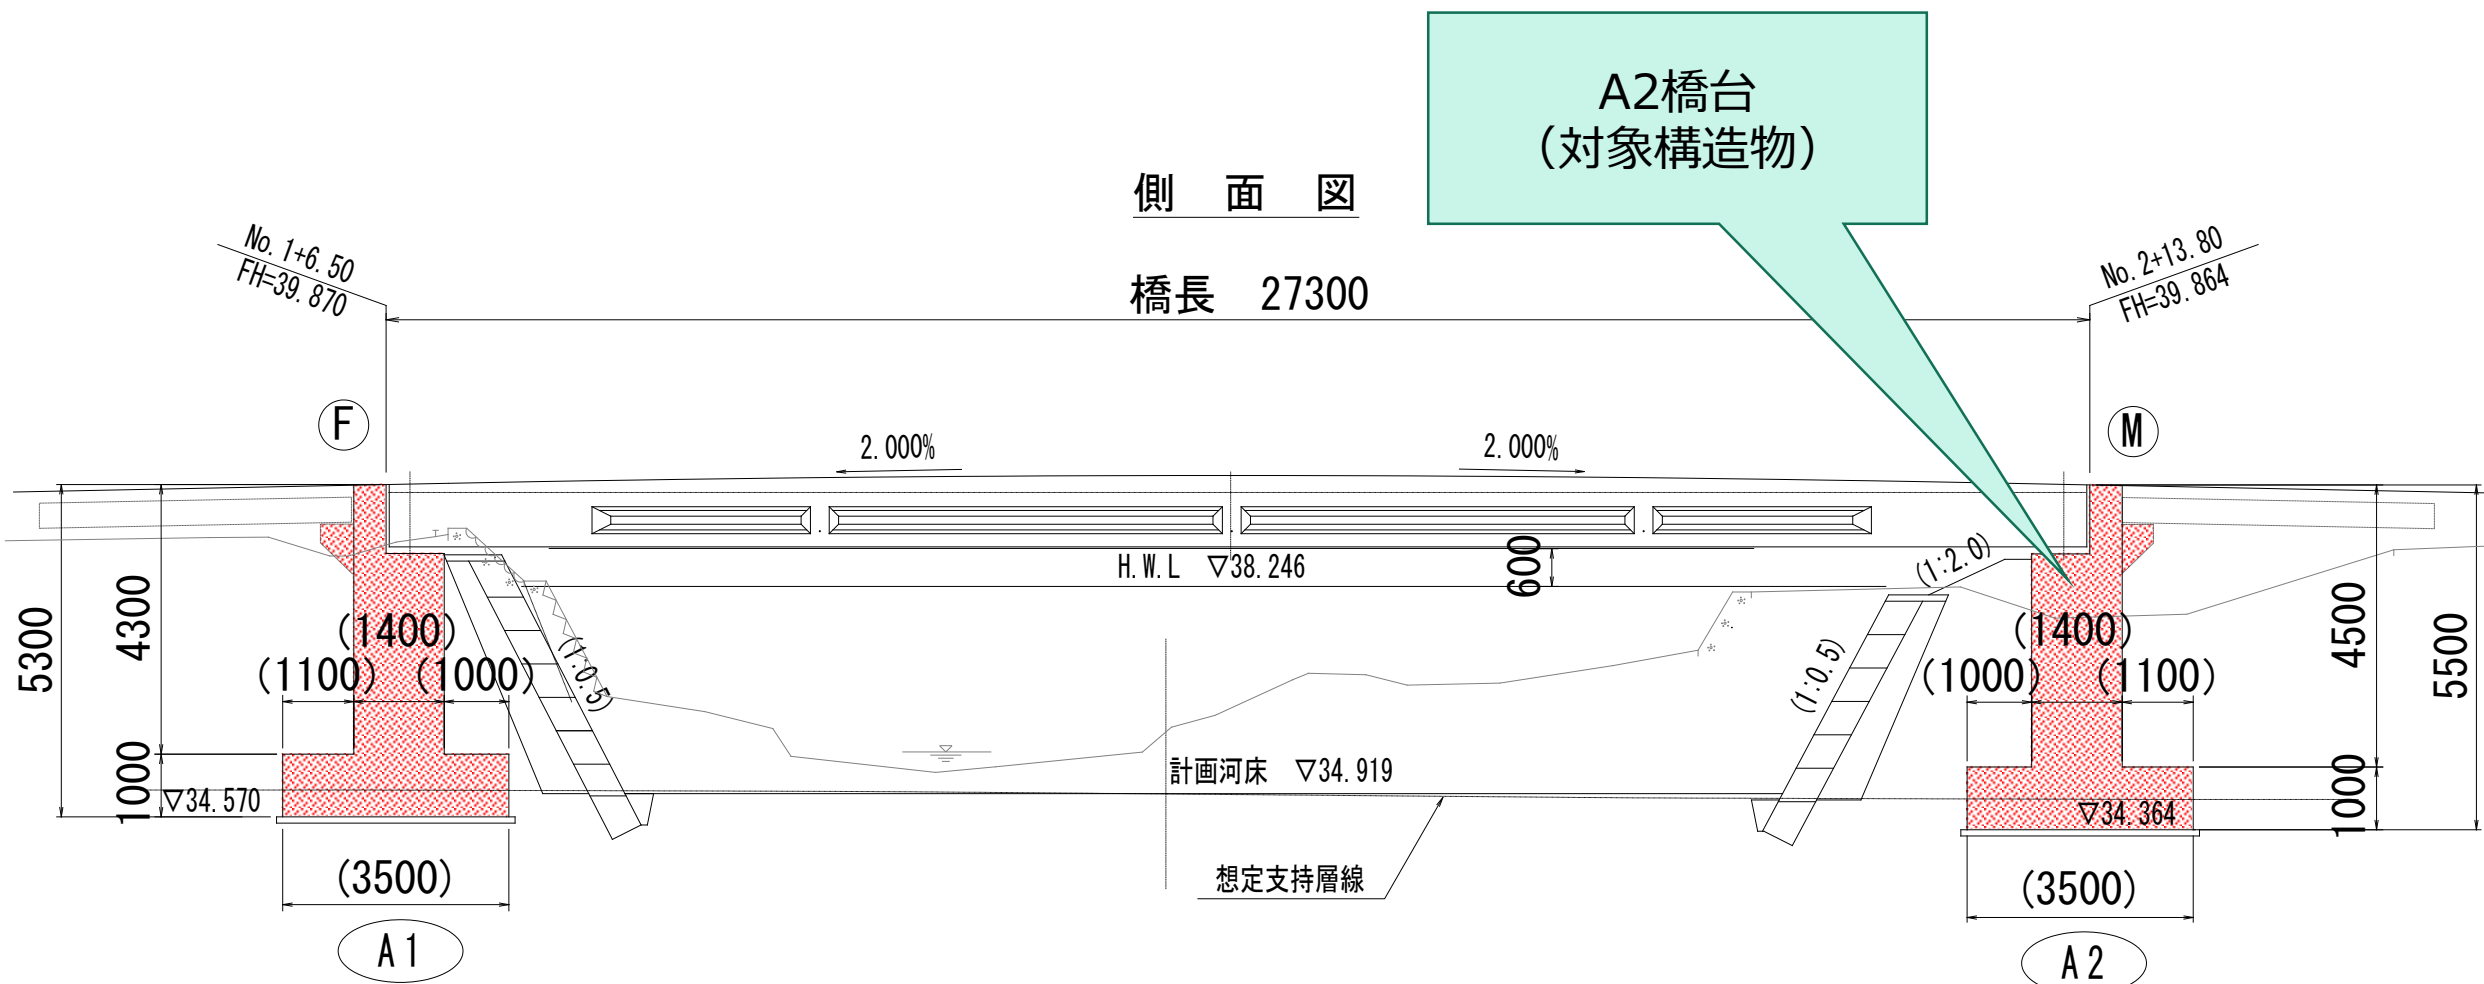 A2橋台
（対象構造物）
側　面　図
No.1+6.50
FH=39.870
橋長　27300
No.2+13.80
FH=39.864
F
M
2.000%
2.000%
H.W.L ▽38.246
600
(1:2.0)
5300
4300
1000
(1400)
(1100)
(1000)
(1:0.5)
(1:0.5)
(1400)
(1000)
(1100)
4500
5500
1000
計画河床 ▽34.919
▽34.570
▽34.364
想定支持層線
(3500)
(3500)
A1
A2